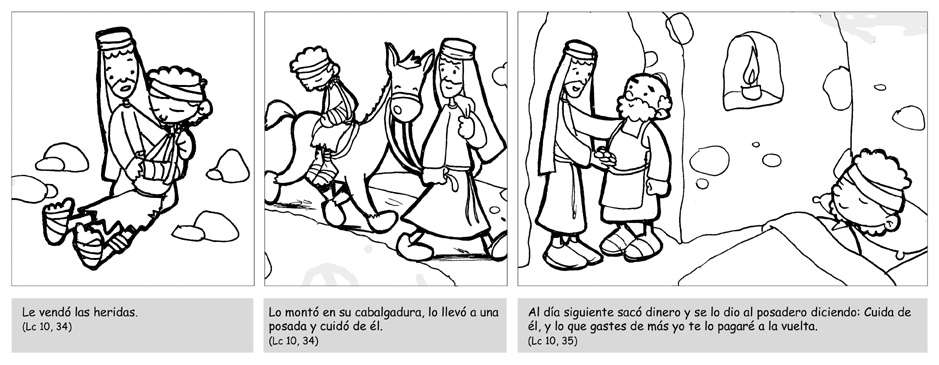 Le vendó las heridas.
(Lc 10, 34)
Lo montó en su cabalgadura, lo llevó a una
posada y cuidó de él.
(Lc 10, 34)
Al día siguiente sacó dinero y se lo dio al posadero diciendo: Cuida de
él, y lo que gastes de más yo te lo pagaré a la vuelta.
(Lc 10, 35)